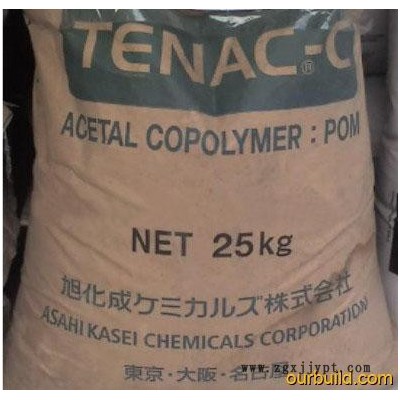 TENAC-C®
ACETAL COPOLYMER : POM
NET 25kg
旭化成ケミカルズ株式会社
ASAHI KASEI CHEMICALS CORPORATION
東京・大阪・名古屋
www.zgxjjypt.com
ourbuild.com